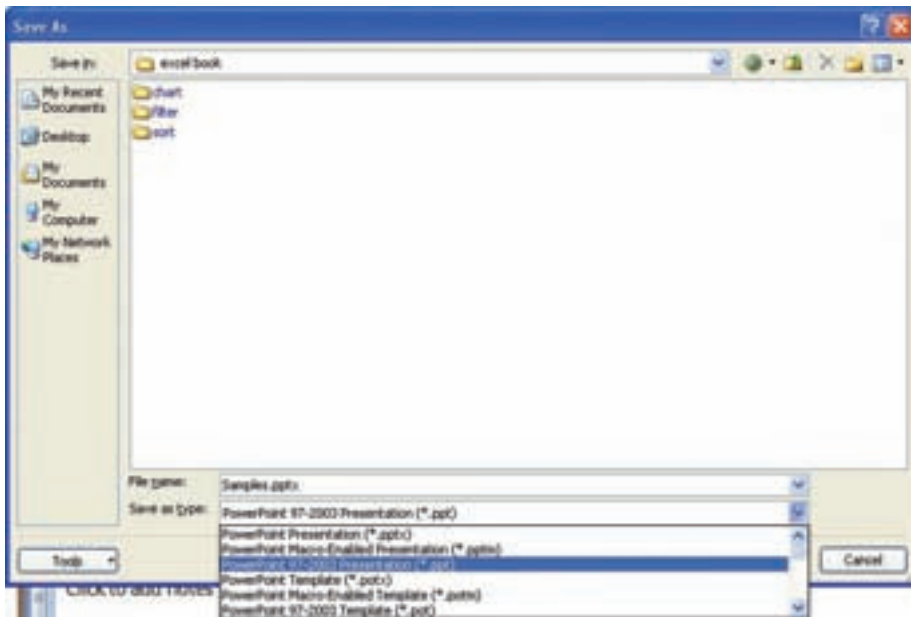 Save As
Save in:
excel book
My Recent
Documents
Desktop
My
Documents
My
Computer
My Network
Places
chart
filter
sort
File name:
Samples.pptx
Save as type:
PowerPoint 97-2003 Presentation (*.ppt)
PowerPoint Presentation (*.pptx)
PowerPoint Macro-Enabled Presentation (*.pptm)
PowerPoint 97-2003 Presentation (*.ppt)
PowerPoint Template (*.potx)
PowerPoint Macro-Enabled Template (*.potm)
PowerPoint 97-2003 Template (*.pot)
Tools
Cancel
Click to add notes